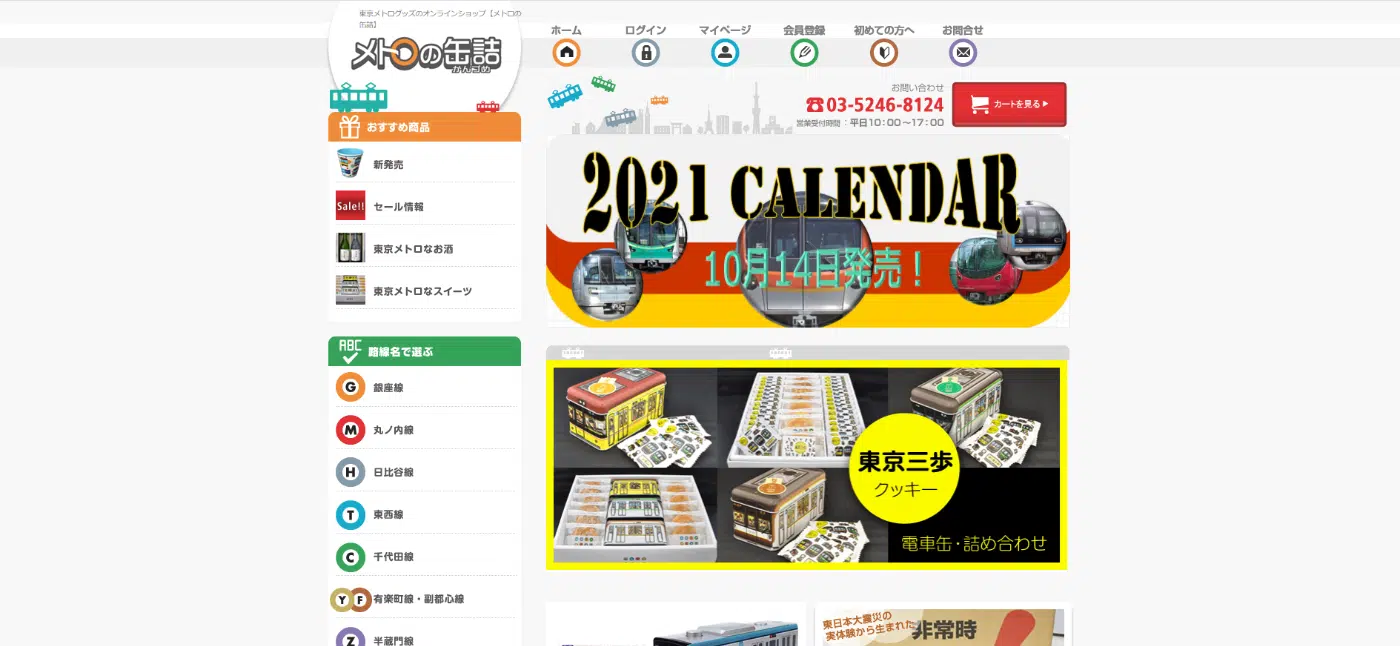 東京メトログッズのオンラインショップ【メトロの
缶詰】
メトロの缶詰
かんづめ
ホーム
ログイン
マイページ
会員登録
初めての方へ
お問合せ
お問い合わせ
03-5246-8124
営業受付時間 : 平日10:00～17:00
カートを見る
おすすめ商品
新発売
Sale!!
セール情報
東京メトロなお酒
東京メトロなスイーツ
ABC
路線名で選ぶ
G
銀座線
M
丸ノ内線
H
日比谷線
T
東西線
C
千代田線
Y F
有楽町線・副都心線
Z
半蔵門線
2021 CALENDAR
10月14日発売！
東京三歩
クッキー
電車缶・詰め合わせ
東日本大震災の
実体験から生まれた
非常時